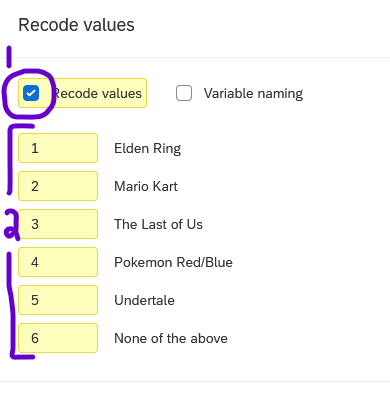 Recode values
1
Recode values Variable naming
1 Elden Ring
2 Mario Kart
2
3 The Last of Us
4 Pokemon Red/Blue
5 Undertale
6 None of the above